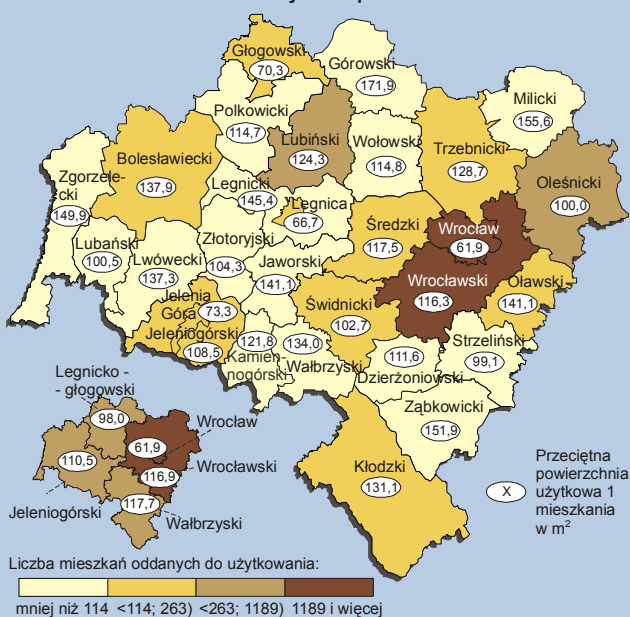 Głogowski
70,3
Górowski
171,9
Milicki
155,6
Polkowicki
114,7
Lubiński
124,3
Wołowski
114,8
Trzebnicki
128,7
Oleśnicki
100,0
Bolesławiecki
137,9
Zgorzele-
cki
149,9
Legnicki
145,4
Legnica
66,7
Średzki
117,5
Wrocław
61,9
Lubański
100,5
Lwówecki
137,3
Złotoryjski
104,3
Jaworski
141,1
Wrocławski
116,3
Oławski
141,1
Jelenia
Góra
73,3
Jeleniogórski
108,5
Świdnicki
102,7
121,8
Kamien-
nogórski
134,0
Wałbrzyski
111,6
Dzierżoniowski
Strzeliński
99,1
Ząbkowicki
151,9
Kłodzki
131,1
Legnicko -
- głogowski
98,0
Wrocław
61,9
110,5
116,9
Wrocławski
117,7
Jeleniogórski
Wałbrzyski
X
Przeciętna
powierzchnia
użytkowa 1
mieszkania
w m²
Liczba mieszkań oddanych do użytkowania:
mniej niż 114 <114; 263) <263; 1189) 1189 i więcej